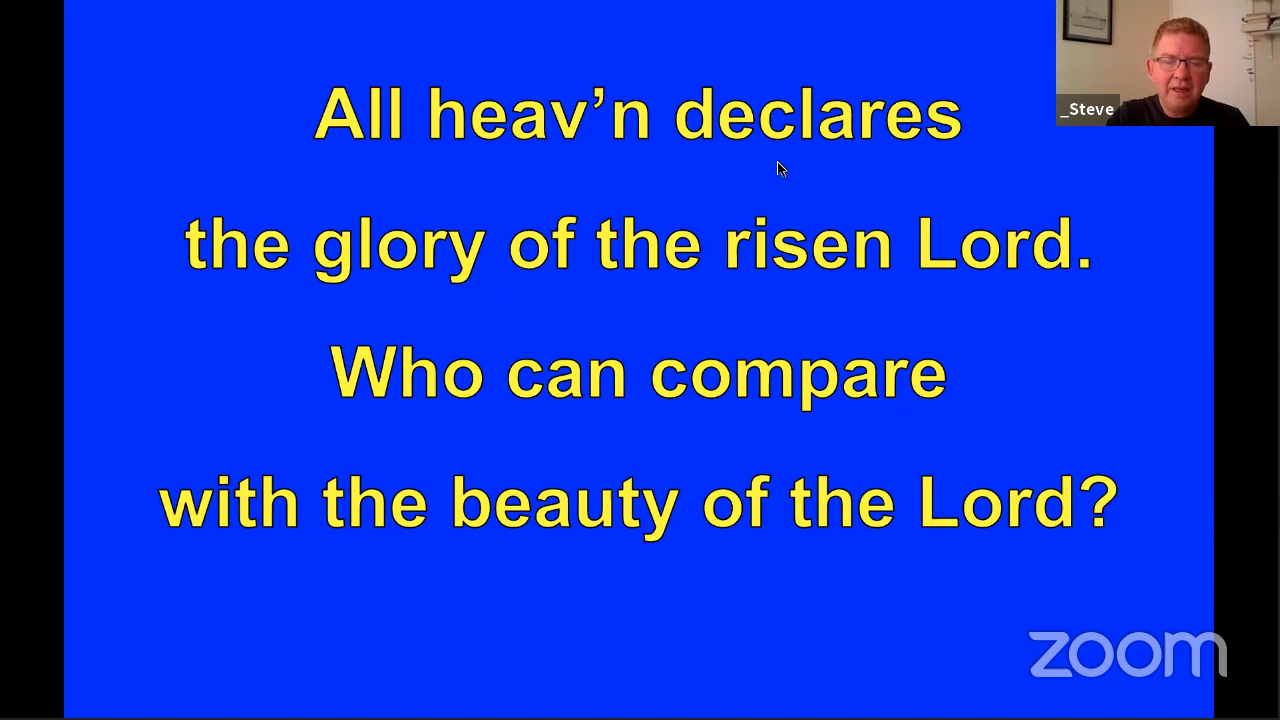 All heav’n declares
_Steve
the glory of the risen Lord.
Who can compare
with the beauty of the Lord?
zoom